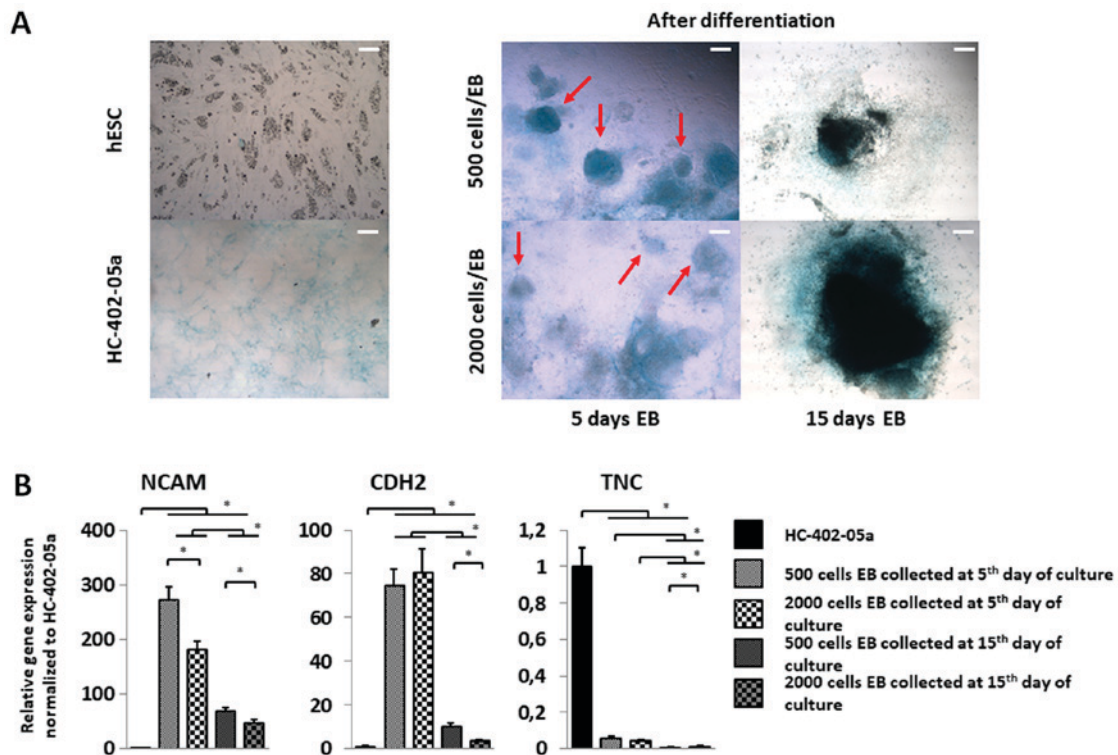 A
After differentiation
hESC
HC-402-05a
500 cells/EB
2000 cells/EB
5 days EB
15 days EB
B
NCAM
CDH2
TNC
Relative gene expression
normalized to HC-402-05a
400
300
200
100
0
*
*
*
*
100
80
60
40
20
0
*
*
*
1,2
1
0,8
0,6
0,4
0,2
0
*
*
*
*
HC-402-05a
500 cells EB collected at 5th day of culture
2000 cells EB collected at 5th day of
culture
500 cells EB collected at 15th day of
culture
2000 cells EB collected at 15th day of
culture